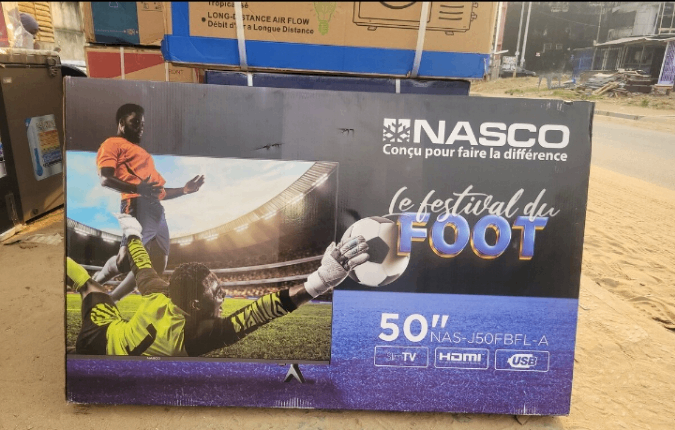 • LONG-DISTANCE AIR FLOW
• Débit d'Air à Longue Distance
NASCO
Conçu pour faire la différence
Le festival du
FOOT
50"
NAS-J50FBFL-A
TV HDMI USB